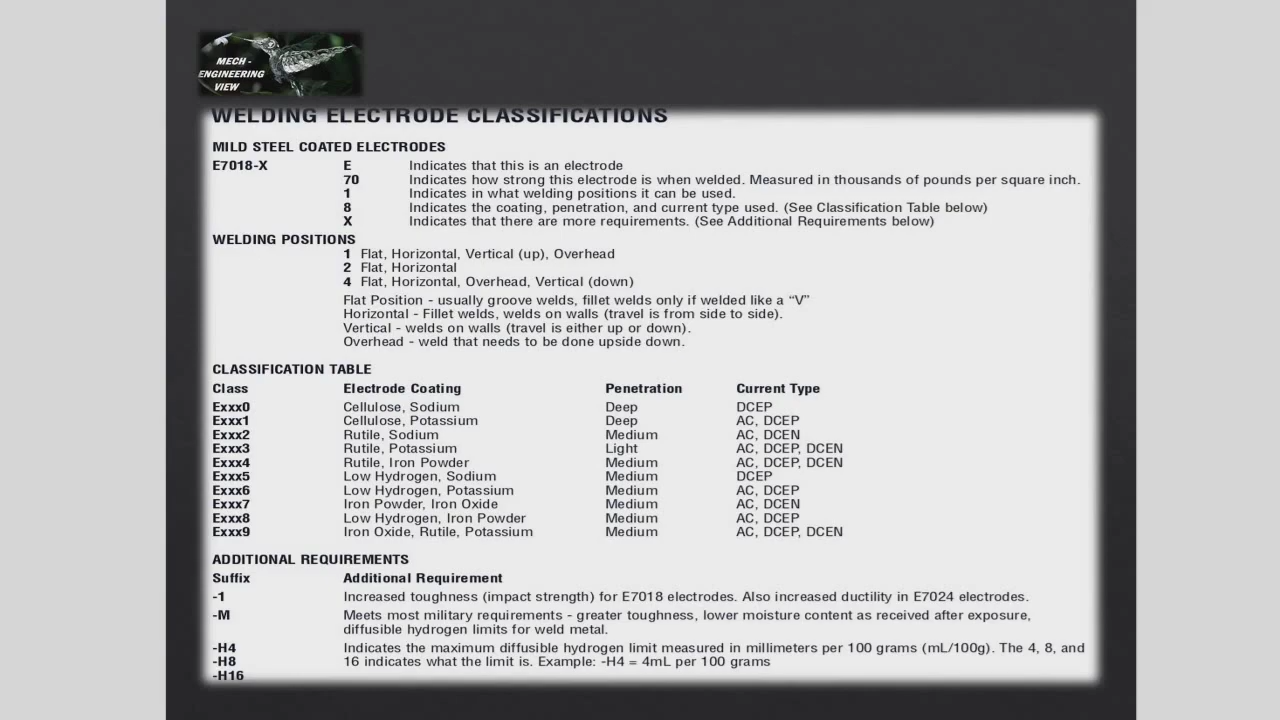 MECH -
ENGINEERING
VIEW
WELDING ELECTRODE CLASSIFICATIONS
MILD STEEL COATED ELECTRODES
E7018-X E Indicates that this is an electrode
70 Indicates how strong this electrode is when welded. Measured in thousands of pounds per square inch.
1 Indicates in what welding positions it can be used.
8 Indicates the coating, penetration, and current type used. (See Classification Table below)
X Indicates that there are more requirements. (See Additional Requirements below)
WELDING POSITIONS
1 Flat, Horizontal, Vertical (up), Overhead
2 Flat, Horizontal
4 Flat, Horizontal, Overhead, Vertical (down)
Flat Position - usually groove welds, fillet welds only if welded like a “V”
Horizontal - Fillet welds, welds on walls (travel is from side to side).
Vertical - welds on walls (travel is either up or down).
Overhead - weld that needs to be done upside down.
CLASSIFICATION TABLE
Class Electrode Coating Penetration Current Type
Exxx0 Cellulose, Sodium Deep DCEP
Exxx1 Cellulose, Potassium Deep AC, DCEP
Exxx2 Rutile, Sodium Medium AC, DCEN
Exxx3 Rutile, Potassium Light AC, DCEP, DCEN
Exxx4 Rutile, Iron Powder Medium AC, DCEP, DCEN
Exxx5 Low Hydrogen, Sodium Medium DCEP
Exxx6 Low Hydrogen, Potassium Medium AC, DCEP
Exxx7 Iron Powder, Iron Oxide Medium AC, DCEN
Exxx8 Low Hydrogen, Iron Powder Medium AC, DCEP
Exxx9 Iron Oxide, Rutile, Potassium Medium AC, DCEP, DCEN
ADDITIONAL REQUIREMENTS
Suffix Additional Requirement
-1 Increased toughness (impact strength) for E7018 electrodes. Also increased ductility in E7024 electrodes.
-M Meets most military requirements - greater toughness, lower moisture content as received after exposure,
diffusible hydrogen limits for weld metal.
-H4 Indicates the maximum diffusible hydrogen limit measured in millimeters per 100 grams (mL/100g). The 4, 8, and
-H8 16 indicates what the limit is. Example: -H4 = 4mL per 100 grams
-H16